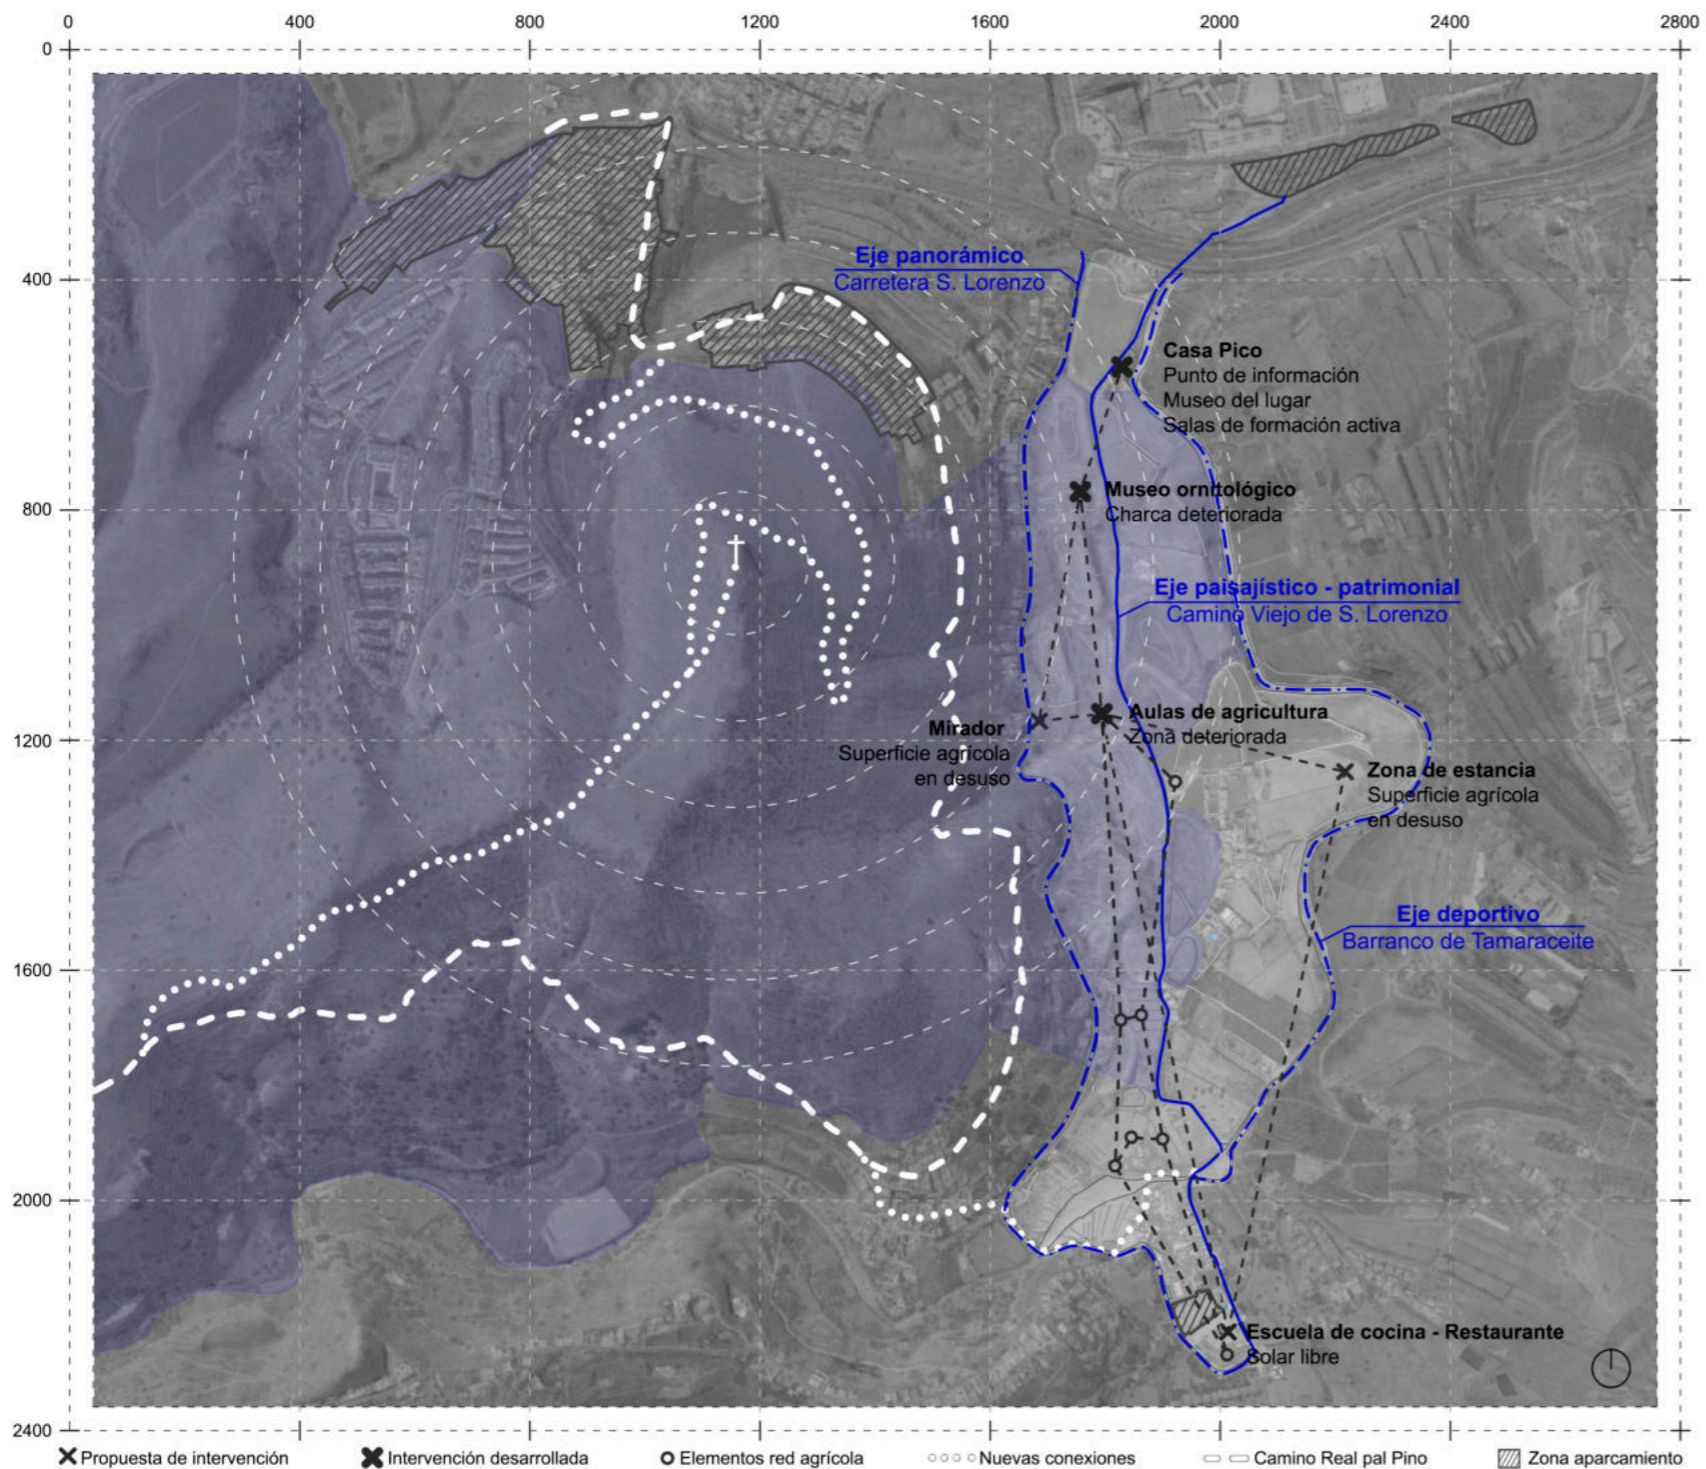 0 400 800 1200 1600 2000 2400 2800
0
400
800
1200
1600
2000
2400
Eje panorámico
Carretera S. Lorenzo
Casa Pico
Punto de información
Museo del lugar
Salas de formación activa
Museo ornitológico
Charca deteriorada
Eje paisajístico - patrimonial
Camino Viejo de S. Lorenzo
Mirador
Superficie agrícola
en desuso
Aulas de agricultura
Zona deteriorada
Zona de estancia
Superficie agrícola
en desuso
Eje deportivo
Barranco de Tamaraceite
Escuela de cocina - Restaurante
Solar libre
Propuesta de intervención Intervención desarrollada Elementos red agrícola Nuevas conexiones Camino Real pal Pino Zona aparcamiento